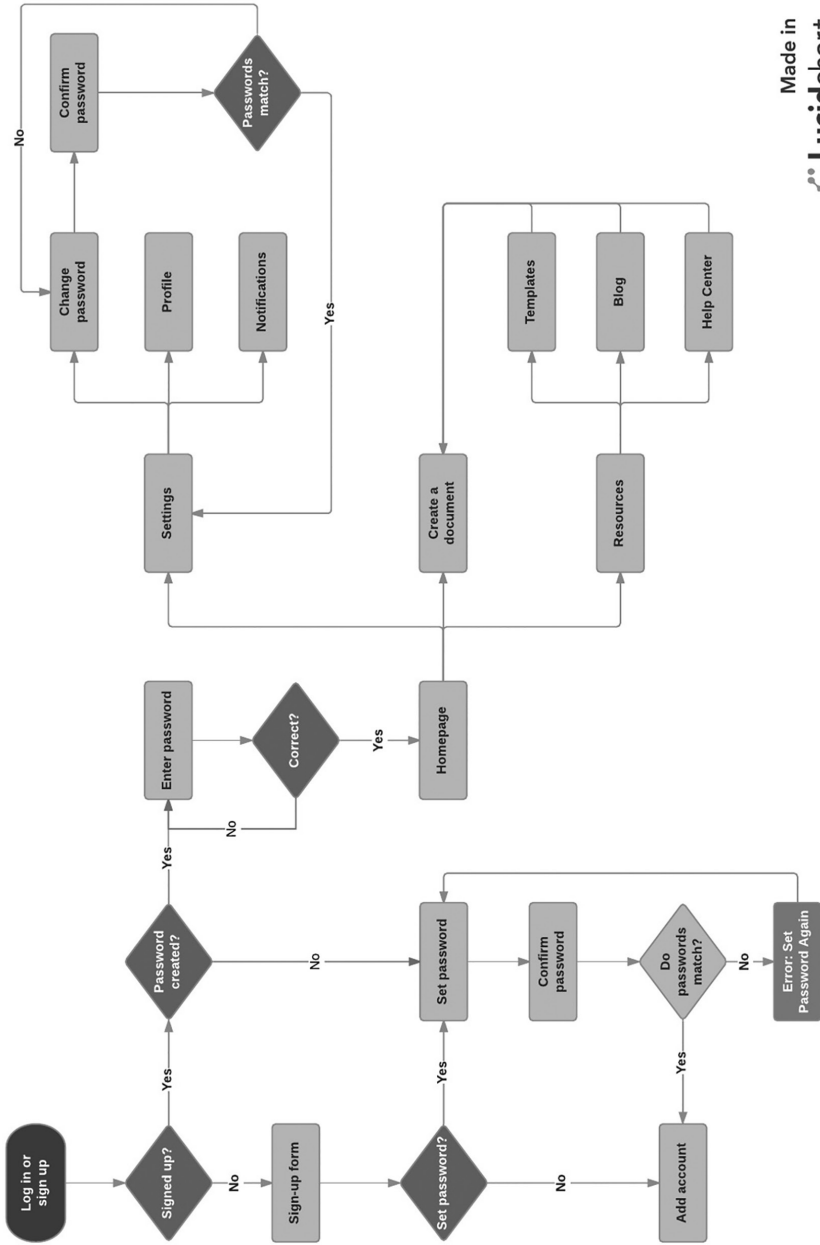 Log in or
sign up
Signed up?
Yes
Password
created?
Yes
Enter password
No
Correct?
Yes
Homepage
No
Sign-up form
Set password?
Yes
Set password
No
Confirm
password
Do
passwords
match?
Yes
No
Error: Set
Password Again
No
Add account
Settings
Change
password
Confirm
password
Passwords
match?
No
Yes
Profile
Notifications
Create a
document
Resources
Templates
Blog
Help Center
Made in